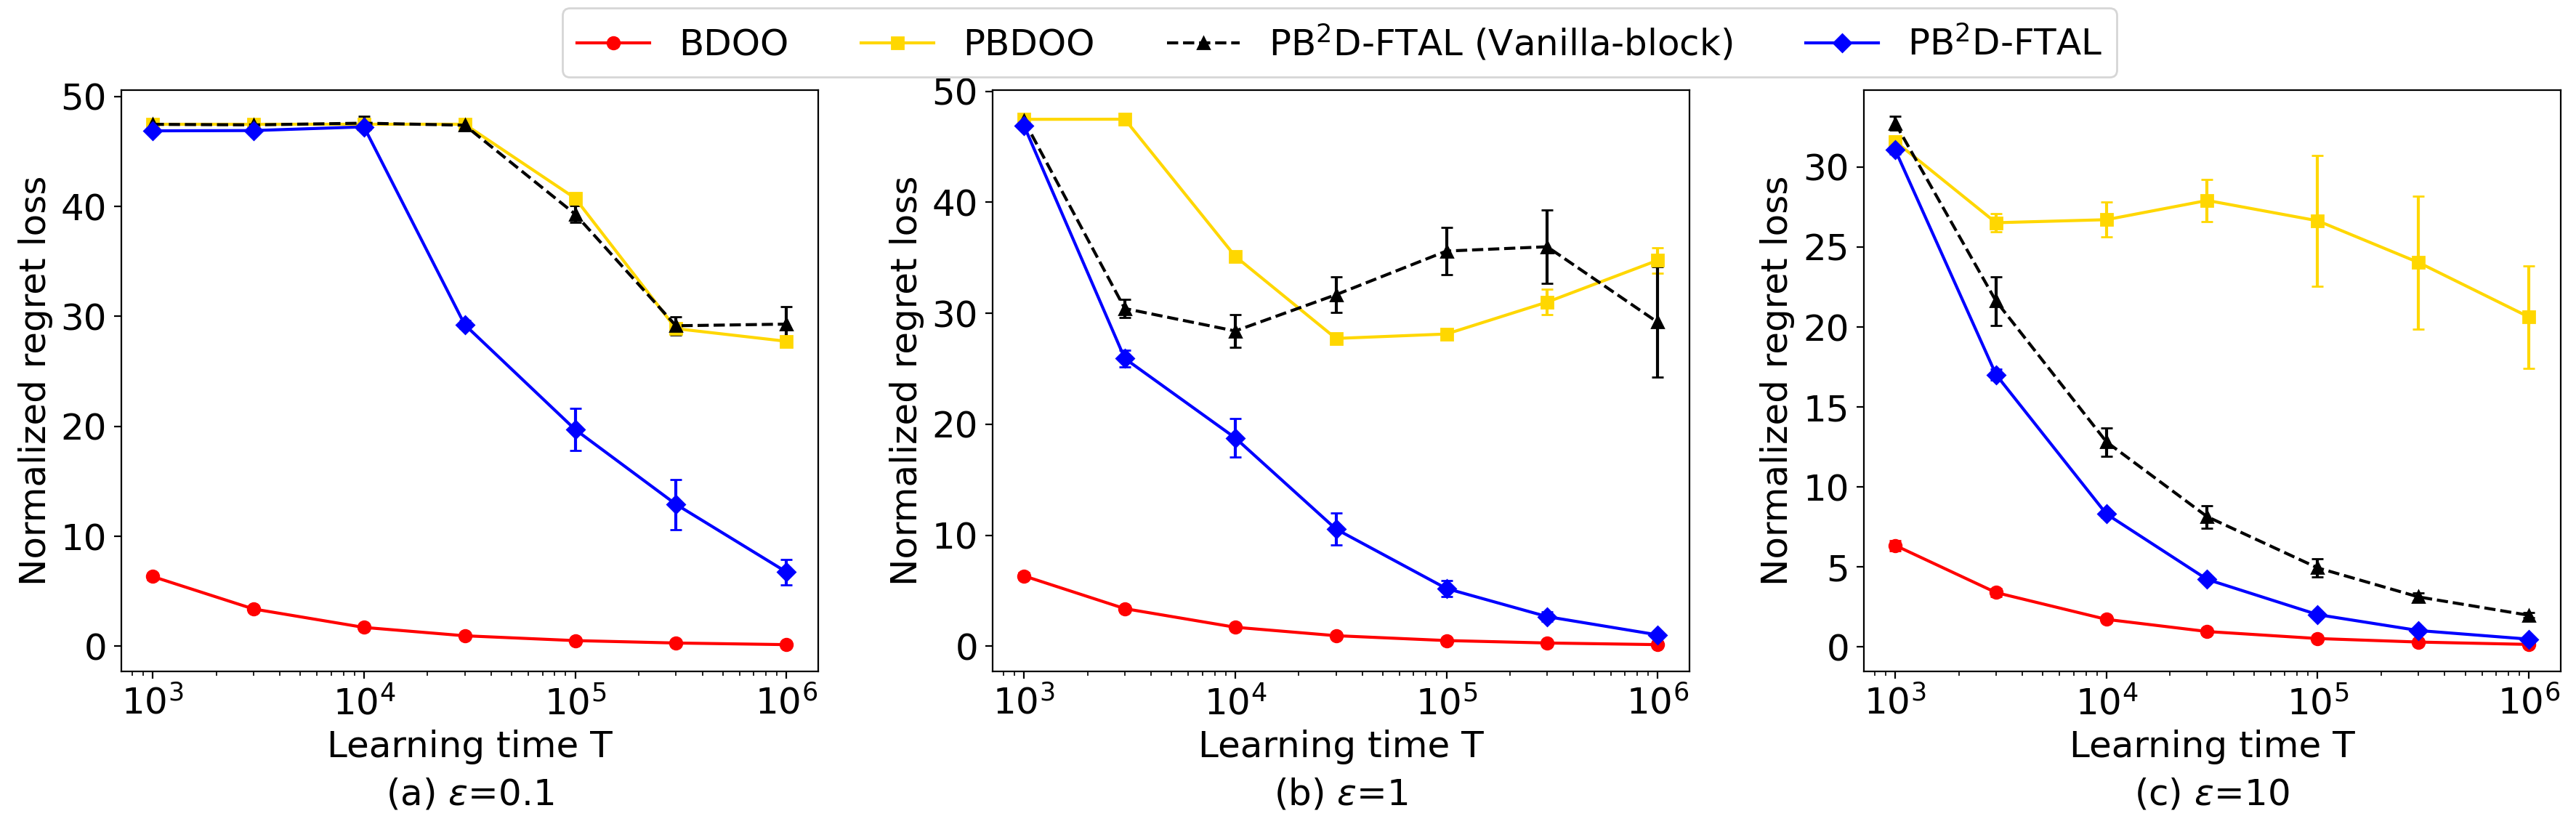 BDOO PBDOO PB²D-FTAL (Vanilla-block) PB²D-FTAL
50
40
30
20
10
0
Normalized regret loss
10³ 10⁴ 10⁵ 10⁶
Learning time T
(a) ε=0.1
50
40
30
20
10
0
Normalized regret loss
10³ 10⁴ 10⁵ 10⁶
Learning time T
(b) ε=1
30
25
20
15
10
5
0
Normalized regret loss
10³ 10⁴ 10⁵ 10⁶
Learning time T
(c) ε=10